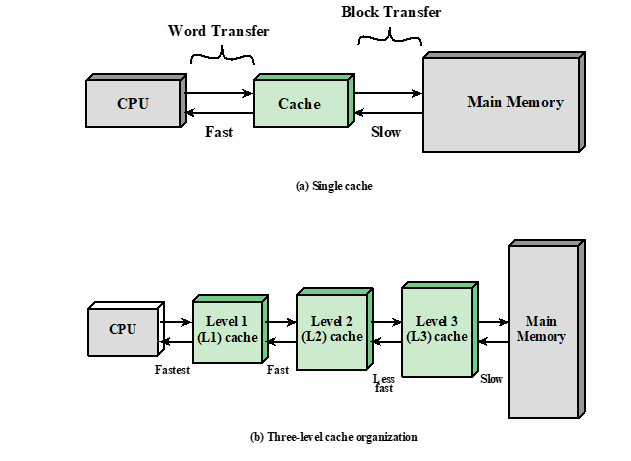 Block Transfer
Word Transfer
CPU
Cache
Main Memory
Fast
Slow
(a) Single cache
CPU
Level 1
(L1) cache
Level 2
(L2) cache
Level 3
(L3) cache
Main
Memory
Fastest
Fast
Less
fast
Slow
(b) Three-level cache organization